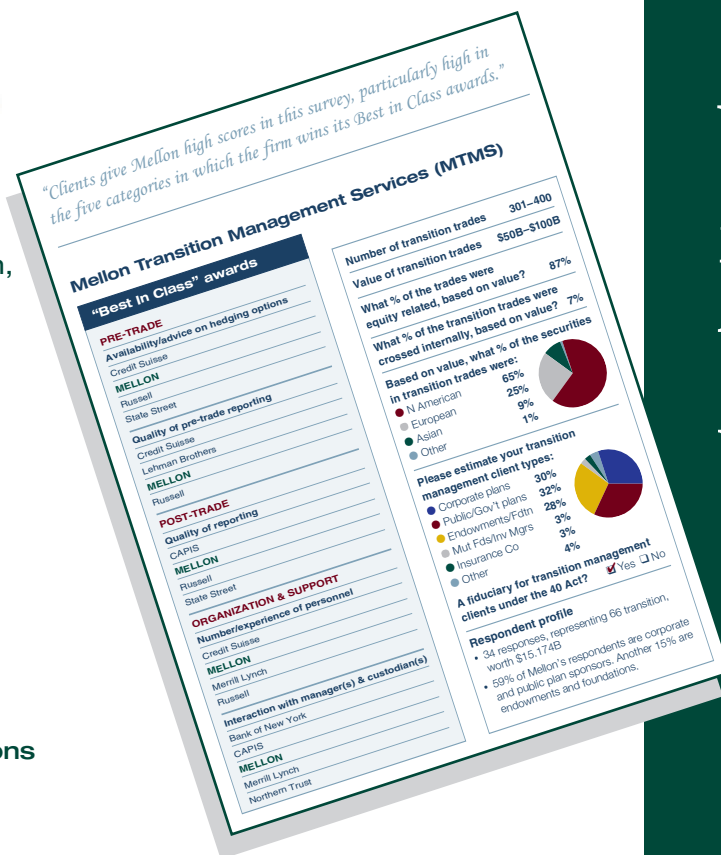 “Clients give Mellon high scores in this survey, particularly high in
the five categories in which the firm wins its Best in Class awards.”
Mellon Transition Management Services (MTMS)
“Best In Class” awards
PRE-TRADE
Availability/advice on hedging options
Credit Suisse
MELLON
Russell
State Street
Quality of pre-trade reporting
Credit Suisse
Lehman Brothers
MELLON
Russell
POST-TRADE
Quality of reporting
CAPIS
MELLON
Russell
State Street
ORGANIZATION & SUPPORT
Number/experience of personnel
Credit Suisse
MELLON
Merrill Lynch
Russell
Interaction with manager(s) & custodian(s)
Bank of New York
CAPIS
MELLON
Merrill Lynch
Northern Trust
Number of transition trades 301–400
Value of transition trades $50B–$100B
What % of the trades were
equity related, based on value? 87%
What % of the transition trades were
crossed internally, based on value? 7%
Based on value, what % of the securities
in transition trades were:
N American 65%
European 25%
Asian 9%
Other 1%
Please estimate your transition
management client types:
Corporate plans 30%
Public/Gov't plans 32%
Endowments/Fdtn 28%
Mut Fds/Inv Mgrs 3%
Insurance Co 3%
Other 4%
A fiduciary for transition management
clients under the 40 Act? Yes No
Respondent profile
• 34 responses, representing 66 transition,
worth $15.174B
• 59% of Mellon's respondents are corporate
and public plan sponsors. Another 15% are
endowments and foundations.